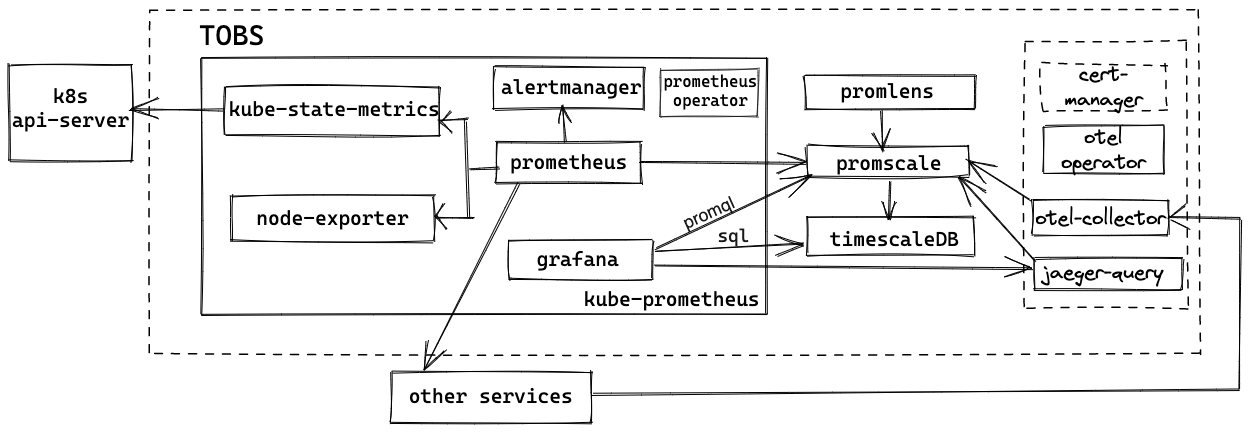 TOBS
k8s
api-server
kube-state-metrics
alertmanager
prometheus
operator
prometheus
node-exporter
grafana
kube-prometheus
promql
sql
promlens
promscale
timescaleDB
cert-
manager
otel
operator
otel-collector
jaeger-query
other services